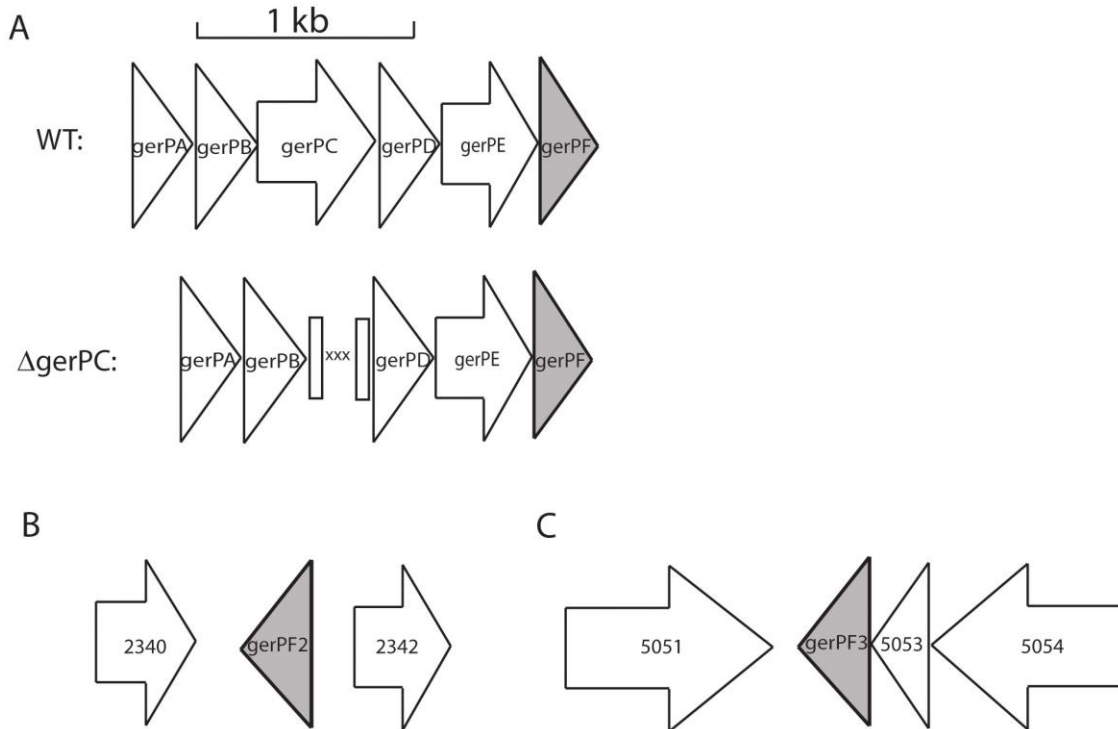 A
1 kb
WT: gerPA gerPB gerPC gerPD gerPE gerPF
ΔgerPC: gerPA gerPB xxx gerPD gerPE gerPF
B
2340 gerPF2 2342
C
5051 gerPF3 5053 5054